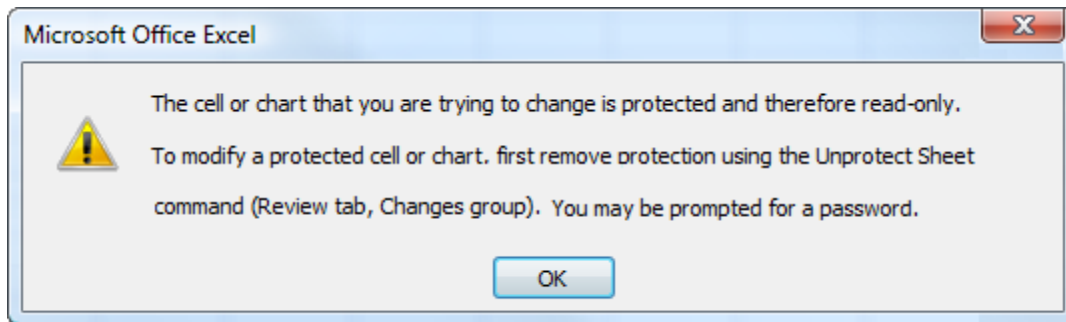 Microsoft Office Excel
The cell or chart that you are trying to change is protected and therefore read-only.
To modify a protected cell or chart, first remove protection using the Unprotect Sheet
command (Review tab, Changes group). You may be prompted for a password.
OK